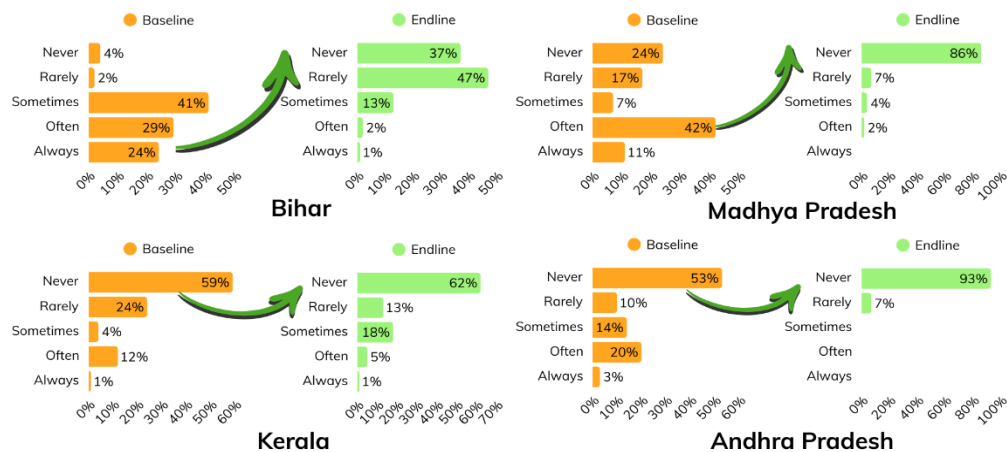 Baseline
Never 4%
Rarely 2%
Sometimes 41%
Often 29%
Always 24%
0% 10% 20% 30% 40% 50%
Endline
Never 37%
Rarely 47%
Sometimes 13%
Often 2%
Always 1%
0% 10% 20% 30% 40% 50%
Bihar
Baseline
Never 24%
Rarely 17%
Sometimes 7%
Often 42%
Always 11%
0% 10% 20% 30% 40% 50%
Endline
Never 86%
Rarely 7%
Sometimes 4%
Often 2%
Always
0% 20% 40% 60% 80% 100%
Madhya Pradesh
Baseline
Never 59%
Rarely 24%
Sometimes 4%
Often 12%
Always 1%
0% 10% 20% 30% 40% 50% 60%
Endline
Never 62%
Rarely 13%
Sometimes 18%
Often 5%
Always 1%
0% 10% 20% 30% 40% 50% 60% 70%
Kerala
Baseline
Never 53%
Rarely 10%
Sometimes 14%
Often 20%
Always 3%
0% 10% 20% 30% 40% 50% 60%
Endline
Never 93%
Rarely 7%
Sometimes
Often
Always
0% 20% 40% 60% 80% 100%
Andhra Pradesh